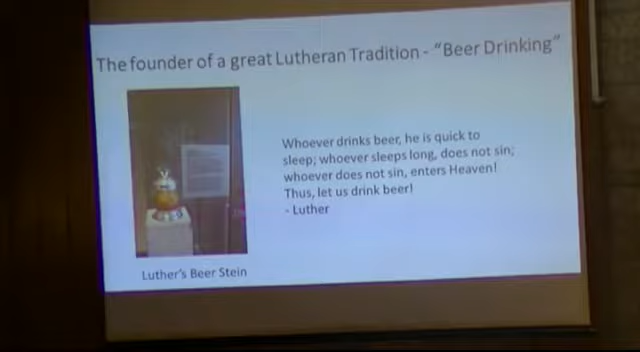 The founder of a great Lutheran Tradition - "Beer Drinking"
Whoever drinks beer, he is quick to
sleep; whoever sleeps long, does not sin;
whoever does not sin, enters Heaven!
Thus, let us drink beer!
- Luther
Luther's Beer Stein